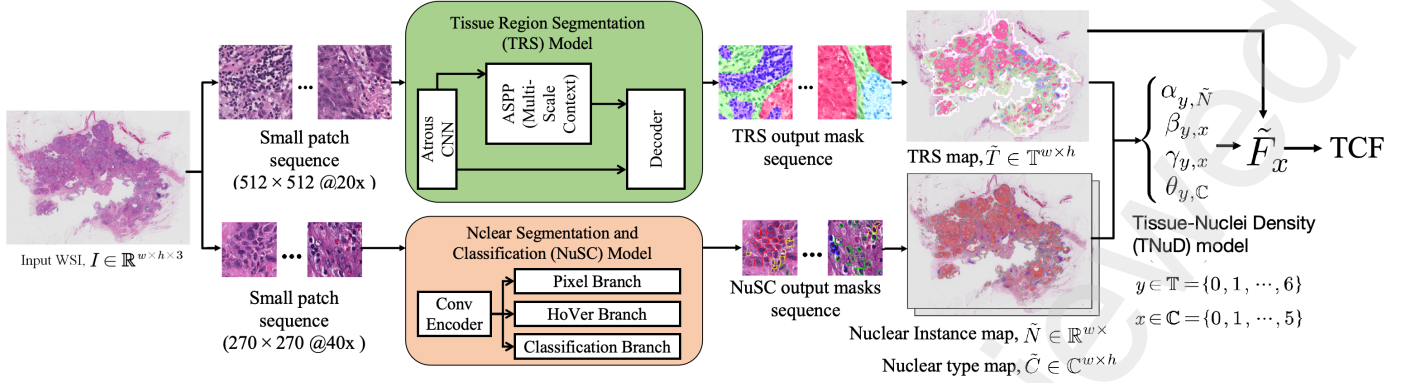 Input WSI, I ∈ ℝ^{w×h×3}
...
Small patch
sequence
(512 × 512 @20x )
...
Small patch
sequence
(270 × 270 @40x )
Tissue Region Segmentation
(TRS) Model
Atrous
CNN
ASPP
(Multi-
Scale
Context)
Decoder
Nclear Segmentation and
Classification (NuSC) Model
Conv
Encoder
Pixel Branch
HoVer Branch
Classification Branch
...
TRS output mask
sequence
...
NuSC output masks
sequence
TRS map, T̃ ∈ 𝕋^{w×h}
Nuclear Instance map, Ñ ∈ ℝ^{w×}
Nuclear type map, C̃ ∈ ℂ^{w×h}
α_{y,Ñ}
β_{y,x}
γ_{y,x}
θ_{y,ℂ}
F̃_x
TCF
Tissue-Nuclei Density
(TNuD) model
y ∈ 𝕋 = {0, 1, ⋯, 6}
x ∈ ℂ = {0, 1, ⋯, 5}